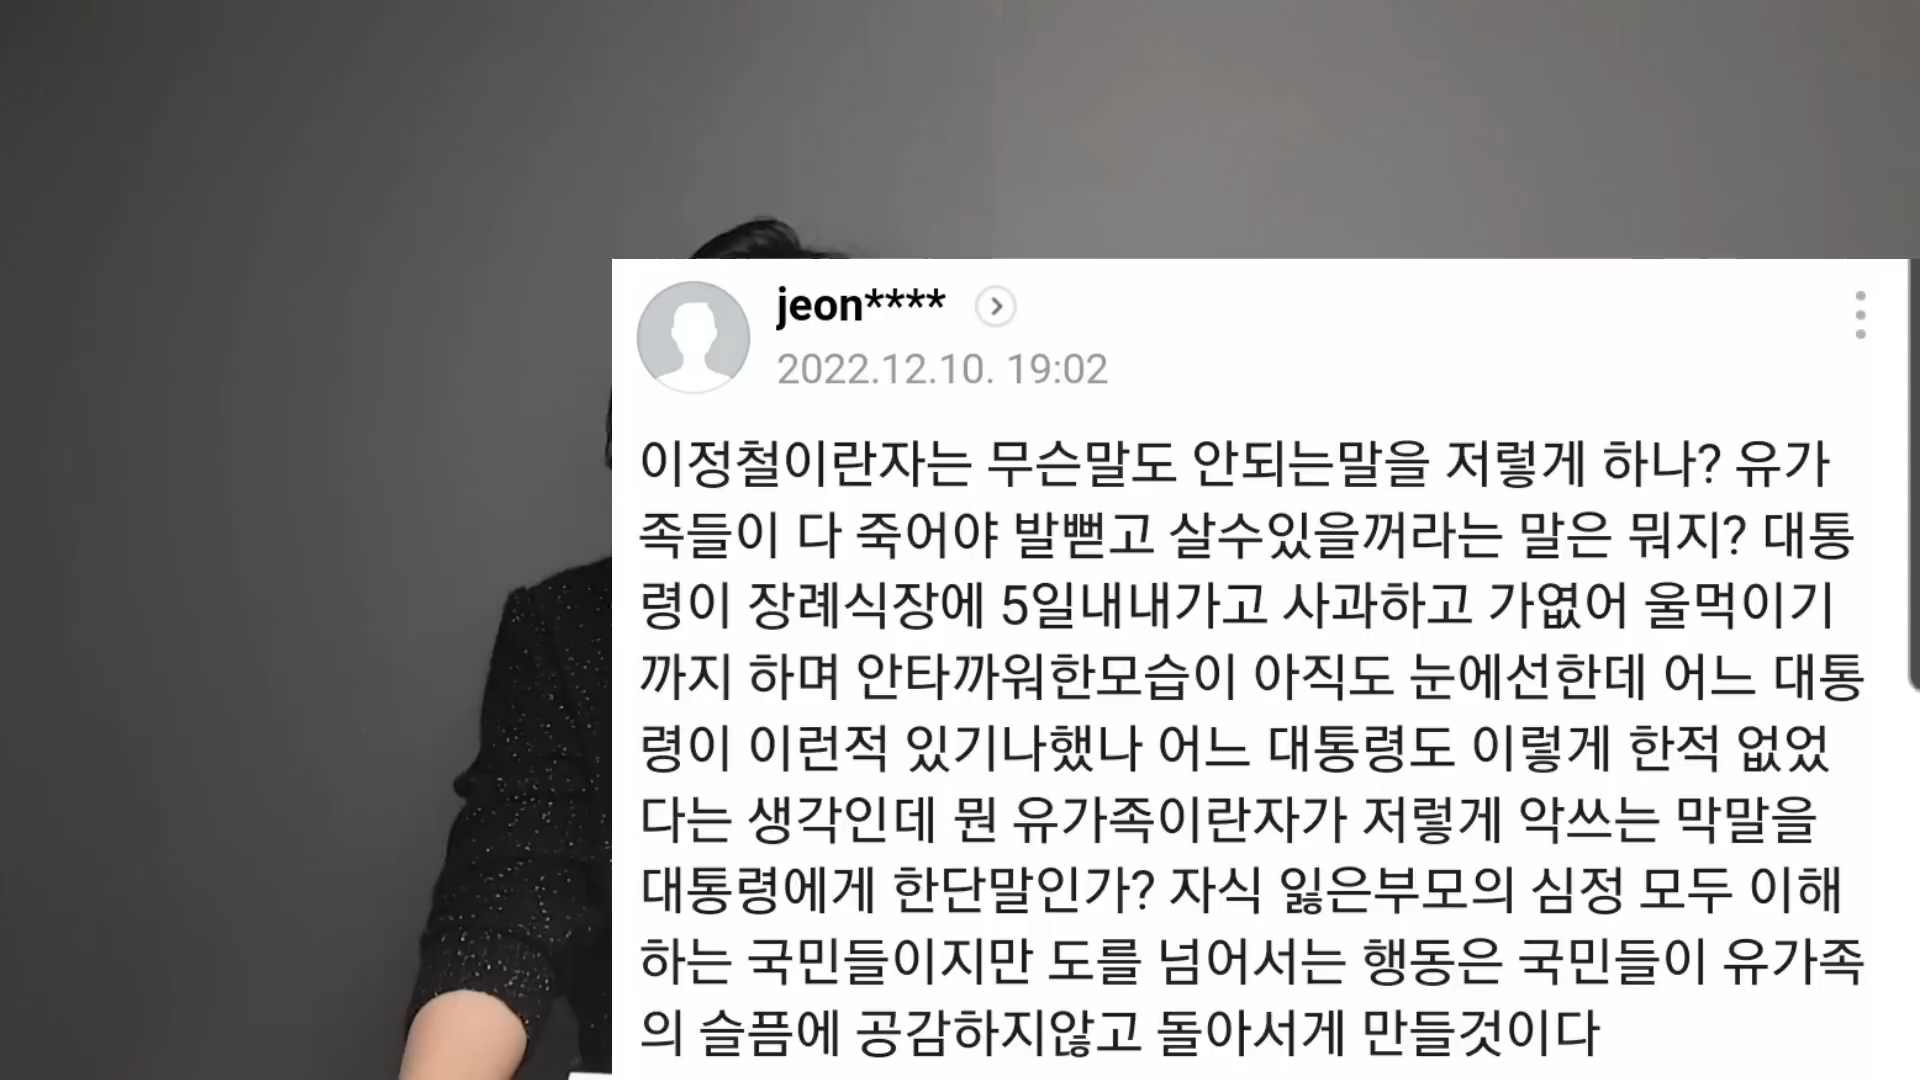 jeon****
2022.12.10. 19:02
이정철이란자는 무슨말도 안되는말을 저렇게 하나? 유가
족들이 다 죽어야 발뻗고 살수있을꺼라는 말은 뭐지? 대통
령이 장례식장에 5일내내가고 사과하고 가엾어 울먹이기
까지 하며 안타까워한모습이 아직도 눈에선한데 어느 대통
령이 이런적 있기나했나 어느 대통령도 이렇게 한적 없었
다는 생각인데 뭔 유가족이란자가 저렇게 악쓰는 막말을
대통령에게 한단말인가? 자식 잃은부모의 심정 모두 이해
하는 국민들이지만 도를 넘어서는 행동은 국민들이 유가족
의 슬픔에 공감하지않고 돌아서게 만들것이다